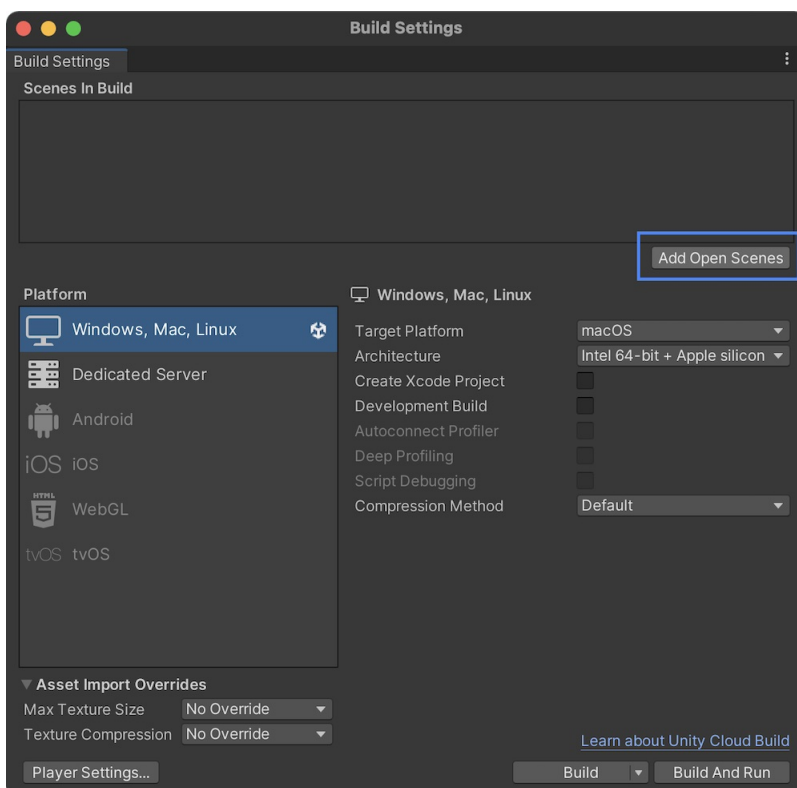 Build Settings
Build Settings
Scenes In Build
Add Open Scenes
Platform
Windows, Mac, Linux
Dedicated Server
Android
iOS iOS
HTML 5 WebGL
tvOS tvOS
Windows, Mac, Linux
Target Platform macOS
Architecture Intel 64-bit + Apple silicon
Create Xcode Project
Development Build
Autoconnect Profiler
Deep Profiling
Script Debugging
Compression Method Default
Asset Import Overrides
Max Texture Size No Override
Texture Compression No Override
Learn about Unity Cloud Build
Player Settings... Build Build And Run